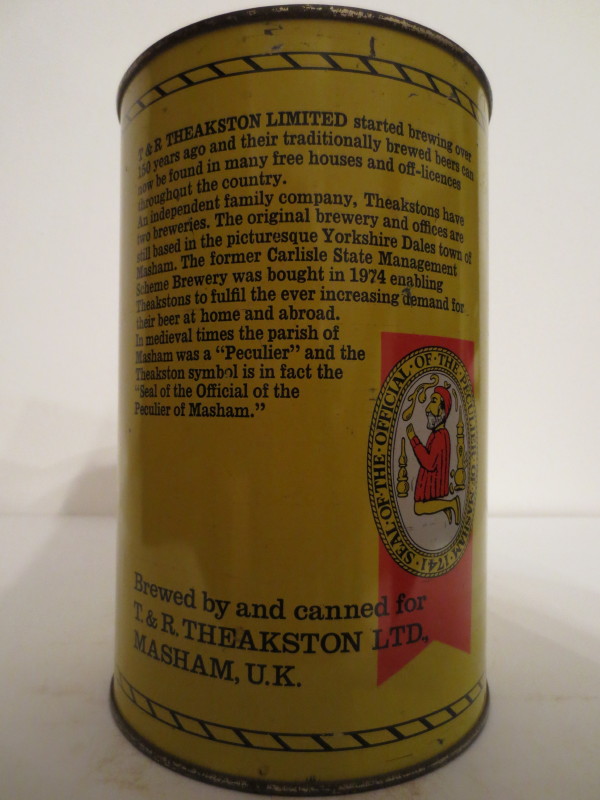 T & R THEAKSTON LIMITED started brewing over
150 years ago and their traditionally brewed beers can
now be found in many free houses and off-licences
throughout the country.
An independent family company, Theakstons have
two breweries. The original brewery and offices are
still based in the picturesque Yorkshire Dales town of
Masham. The former Carlisle State Management
Scheme Brewery was bought in 1974 enabling
Theakstons to fulfil the ever increasing demand for
their beer at home and abroad.
In medieval times the parish of
Masham was a “Peculier” and the
Theakston symbol is in fact the
“Seal of the Official of the
Peculier of Masham.”
SEAL·OF·THE·OFFICIAL·OF·THE·PECULIER·OF·MASHAM·1741·
Brewed by and canned for
T. & R. THEAKSTON LTD.,
MASHAM, U.K.